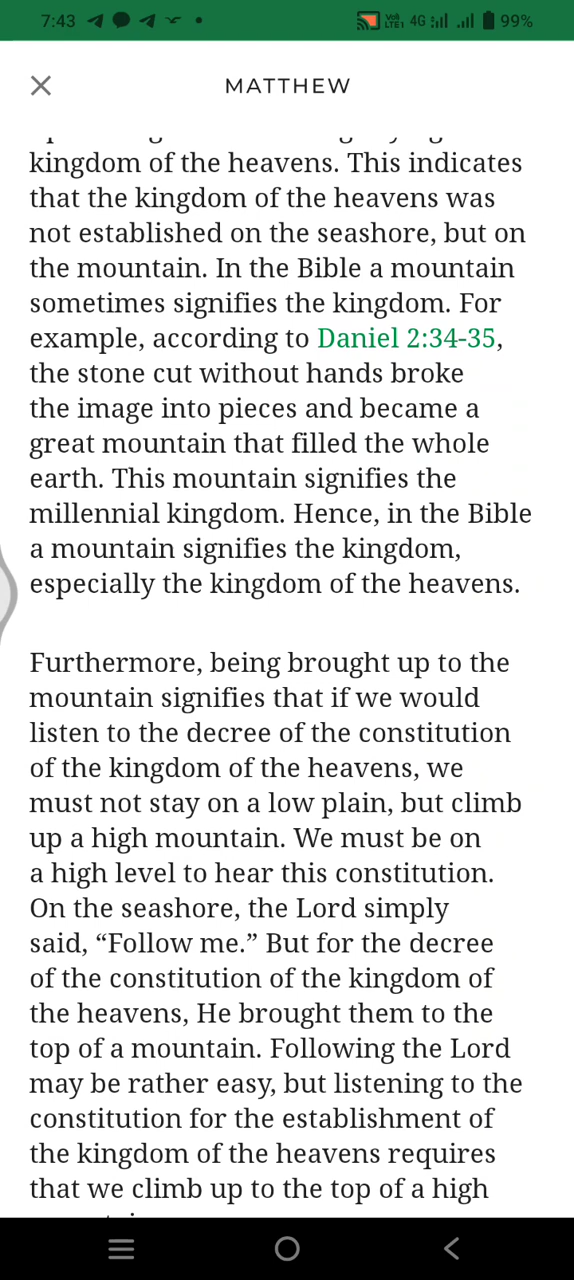 7:43
VoLTE1 4G 99%
MATTHEW
kingdom of the heavens. This indicates
that the kingdom of the heavens was
not established on the seashore, but on
the mountain. In the Bible a mountain
sometimes signifies the kingdom. For
example, according to Daniel 2:34-35,
the stone cut without hands broke
the image into pieces and became a
great mountain that filled the whole
earth. This mountain signifies the
millennial kingdom. Hence, in the Bible
a mountain signifies the kingdom,
especially the kingdom of the heavens.
Furthermore, being brought up to the
mountain signifies that if we would
listen to the decree of the constitution
of the kingdom of the heavens, we
must not stay on a low plain, but climb
up a high mountain. We must be on
a high level to hear this constitution.
On the seashore, the Lord simply
said, “Follow me.” But for the decree
of the constitution of the kingdom of
the heavens, He brought them to the
top of a mountain. Following the Lord
may be rather easy, but listening to the
constitution for the establishment of
the kingdom of the heavens requires
that we climb up to the top of a high